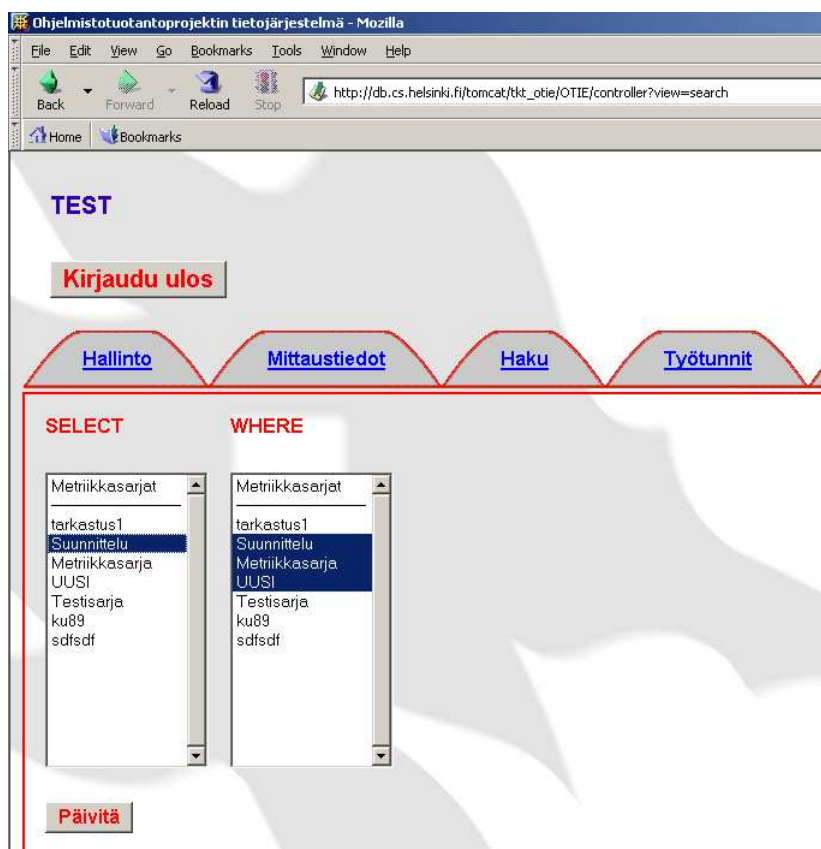 Ohjelmistotuotantoprojektin tietojärjestelmä - Mozilla
File Edit View Go Bookmarks Tools Window Help
Back Forward Reload Stop http://db.cs.helsinki.fi/tomcat/tkt_otie/OTIE/controller?view=search
Home Bookmarks
TEST
Kirjaudu ulos
Hallinto Mittaustiedot Haku Työtunnit
SELECT WHERE
Metriikkasarjat Metriikkasarjat
tarkastus1 tarkastus1
Suunnittelu Suunnittelu
Metriikkasarja Metriikkasarja
UUSI UUSI
Testisarja Testisarja
ku89 ku89
sdfsdf sdfsdf
Päivitä